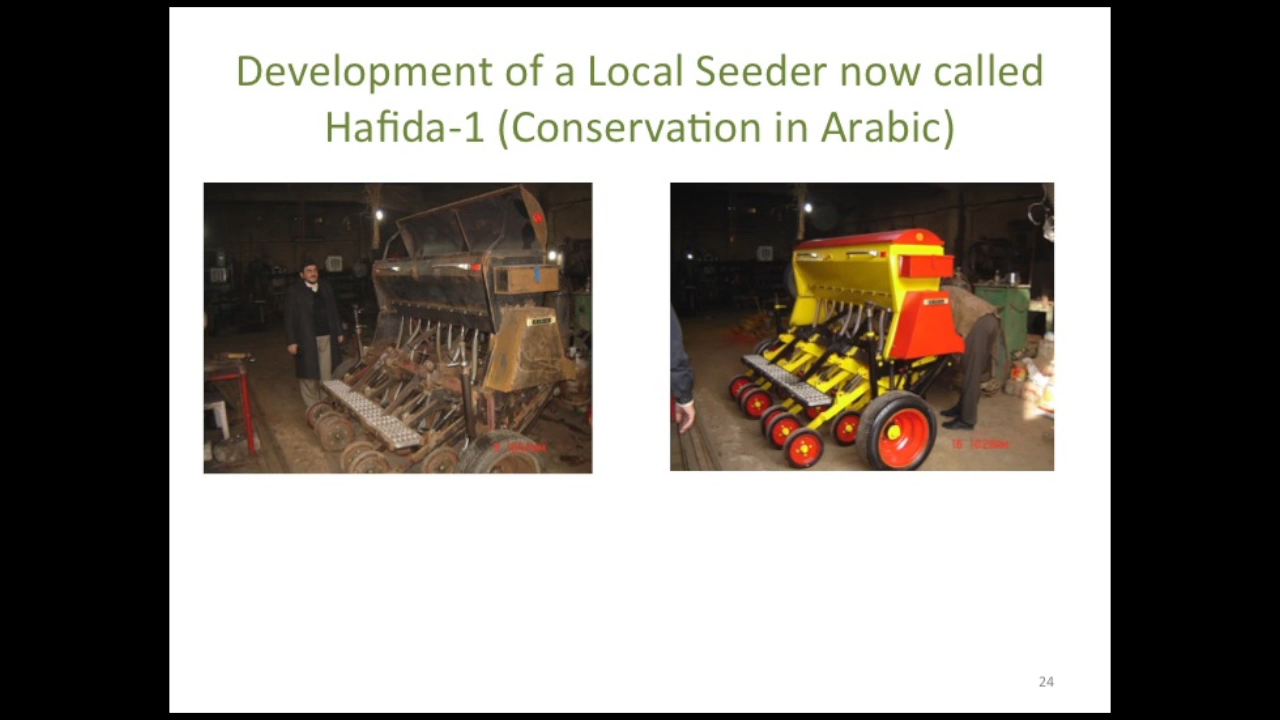 Development of a Local Seeder now called
Hafida-1 (Conservation in Arabic)
24